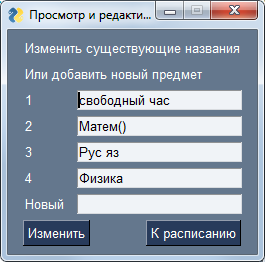 Просмотр и редакти...
Изменить существующие названия
Или добавить новый предмет
1 свободный час
2 Матем()
3 Рус яз
4 Физика
Новый
Изменить К расписанию